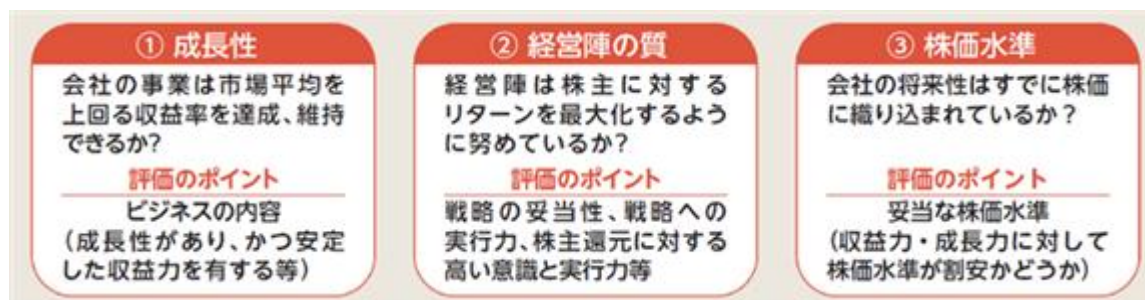 ① 成長性
会社の事業は市場平均を
上回る収益率を達成、維持
できるか?
評価のポイント
ビジネスの内容
（成長性があり、かつ安定
した収益力を有する等）
② 経営陣の質
経営陣は株主に対する
リターンを最大化するよう
に努めているか?
評価のポイント
戦略の妥当性、戦略への
実行力、株主還元に対する
高い意識と実行力等
③ 株価水準
会社の将来性はすでに株価
に織り込まれているか？
評価のポイント
妥当な株価水準
（収益力・成長力に対して
株価水準が割安かどうか）